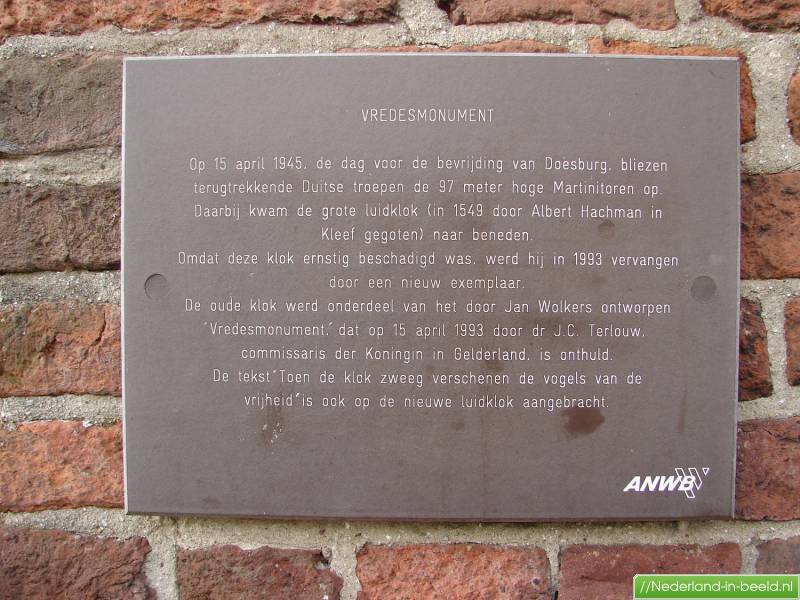 VREDESMONUMENT
Op 15 april 1945, de dag voor de bevrijding van Doesburg, bliezen
terugtrekkende Duitse troepen de 97 meter hoge Martinitoren op.
Daarbij kwam de grote luidklok (in 1549 door Albert Hachman in
Kleef gegoten) naar beneden.
Omdat deze klok ernstig beschadigd was, werd hij in 1993 vervangen
door een nieuw exemplaar.
De oude klok werd onderdeel van het door Jan Wolkers ontworpen
"Vredesmonument," dat op 15 april 1993 door dr J.C. Terlouw,
commissaris der Koningin in Gelderland, is onthuld.
De tekst "Toen de klok zweeg verschenen de vogels van de
vrijheid" is ook op de nieuwe luidklok aangebracht.
ANWB
//Nederland-in-beeld.nl